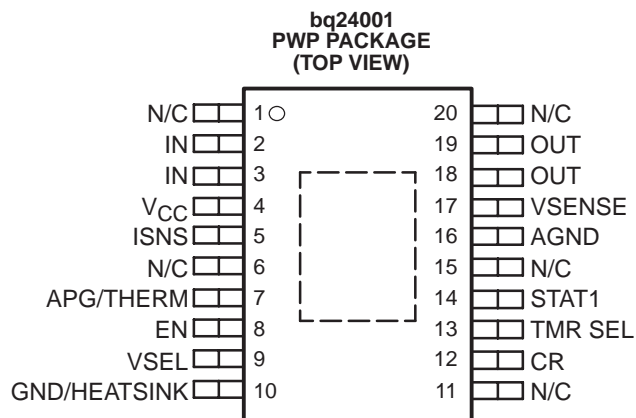 bq24001
PWP PACKAGE
(TOP VIEW)
N/C 1 20 N/C
IN 2 19 OUT
IN 3 18 OUT
VCC 4 17 VSENSE
ISNS 5 16 AGND
N/C 6 15 N/C
APG/THERM 7 14 STAT1
EN 8 13 TMR SEL
VSEL 9 12 CR
GND/HEATSINK 10 11 N/C